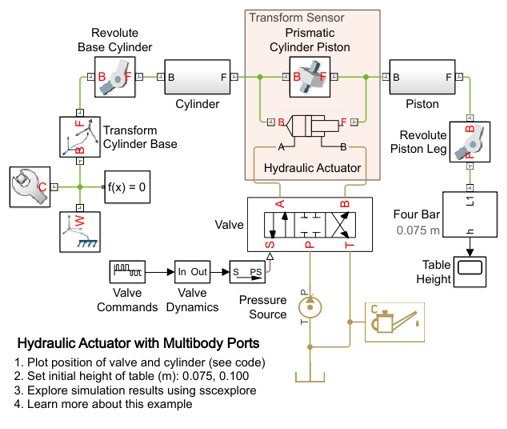 Transform Sensor
Revolute
Base Cylinder
Prismatic
Cylinder Piston
B
F
B
F
B
F
B
F
Cylinder
Piston
F
B
Transform
Cylinder Base
B
F
A
B
Hydraulic Actuator
B
F
Revolute
Piston Leg
C
f(x) = 0
W
A
B
Valve
S
P
T
L1
h
Four Bar
0.075 m
Table
Height
In Out
S PS
Valve
Commands
Valve
Dynamics
Pressure
Source
P
T
C
Hydraulic Actuator with Multibody Ports
1. Plot position of valve and cylinder (see code)
2. Set initial height of table (m): 0.075, 0.100
3. Explore simulation results using sscexplore
4. Learn more about this example